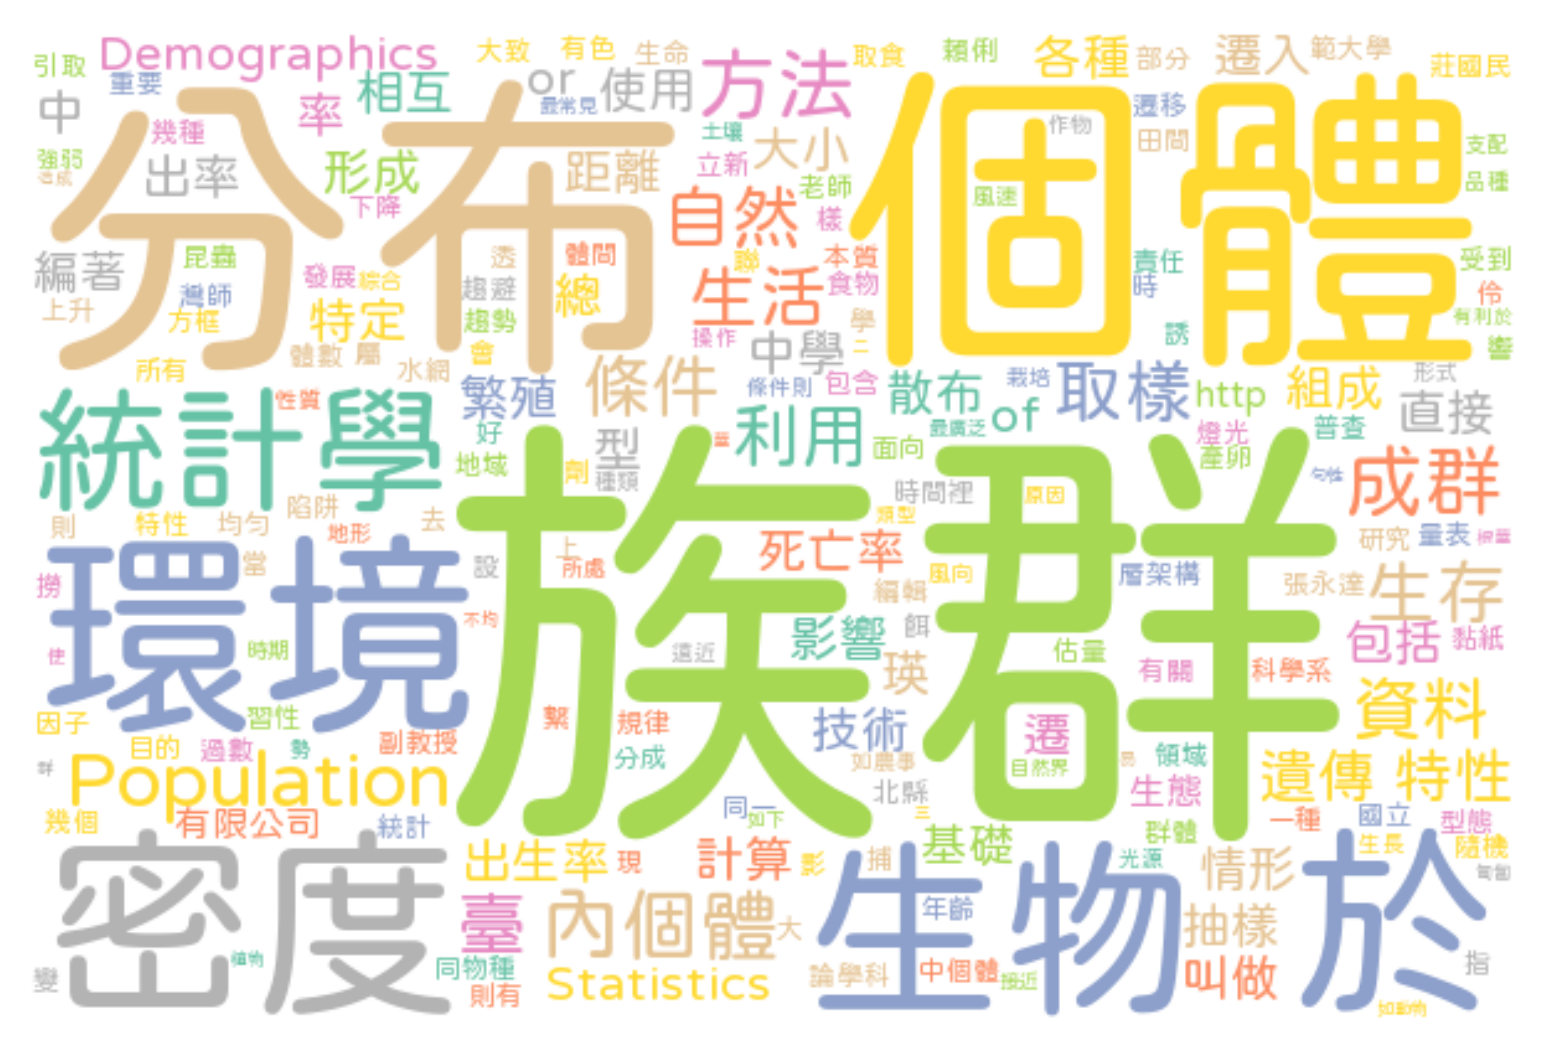 Demographics 大致 有色 生命 方法 取食 賴俐 各種 部分 遷入 範大學
引取 重要 相互 or 使用 莊國民
中 率 最常見 遷移
幾種 土壤 大小 作物 田間 支配
強弱 出率 形成 距離 立新 老師 品種
分布 個體
下降 自然 樣 風速
編著 昆蟲 發展 綜合 透 體間 聯 本質 責任 受到
上升 灣師 特定 趨避 總 生活 食物 時 伶
方框 趨勢 操作 學 誘 有利於
所有 體數 屬 水網 會 中學 二 響
統計學 性質 繁殖 條件 條件則 包含 散布 栽培 取樣 http 組成 形式
好 型 利用 最廣泛 of 燈光 普查 直接
地域 劑 種類 面向 產卵
族群
則 特性 均勻 陷阱 去 時間裡 原因 成群
地形 類型
環境 當 設 上 所處 死亡率 風向 層架構 研究 量表
撈 編輯 張永達 生存
使 時期 不均 遠近 影響 餌 估量 有關 科學系 包括 黏紙
因子 習性 繫 規律 瑛 遷 資料
目的 過數 勢 副教授 分成 技術 如農事 自然界 易 領域
群 Population 北縣 生態 遺傳 特性
幾個 有限公司 統計 同一 如下 三 群體 一種 國立 型態
密度 出生率 現 計算 影 捕 基礎 光源 情形 生長 隨機
生物 於
臺 內個體 大 年齡 抽樣
變 植物 同物種 Statistics 論學科 中個體 接近 叫做 指
則有 如動物